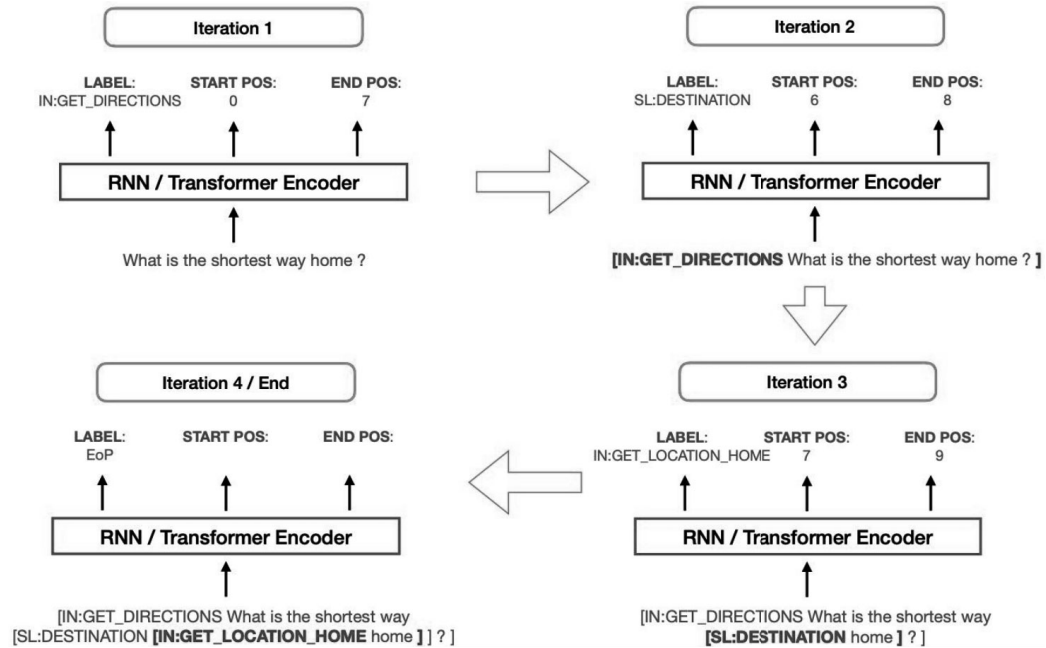 Iteration 1
LABEL: START POS: END POS:
IN:GET_DIRECTIONS 0 7
RNN / Transformer Encoder
What is the shortest way home ?
Iteration 2
LABEL: START POS: END POS:
SL:DESTINATION 6 8
RNN / Transformer Encoder
[IN:GET_DIRECTIONS What is the shortest way home ? ]
Iteration 3
LABEL: START POS: END POS:
IN:GET_LOCATION_HOME 7 9
RNN / Transformer Encoder
[IN:GET_DIRECTIONS What is the shortest way
[SL:DESTINATION home ] ? ]
Iteration 4 / End
LABEL: START POS: END POS:
EoP
RNN / Transformer Encoder
[IN:GET_DIRECTIONS What is the shortest way
[SL:DESTINATION [IN:GET_LOCATION_HOME home ] ] ? ]